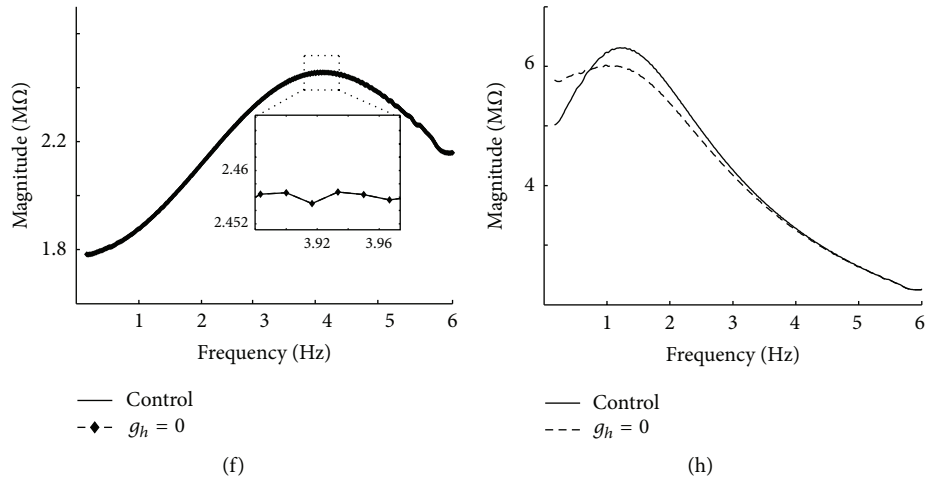 Magnitude (MΩ)
2.2
1.8
2.46
2.452
3.92 3.96
1 2 3 4 5 6
Frequency (Hz)
Control
g_h = 0
(f)
Magnitude (MΩ)
6
4
1 2 3 4 5 6
Frequency (Hz)
Control
g_h = 0
(h)